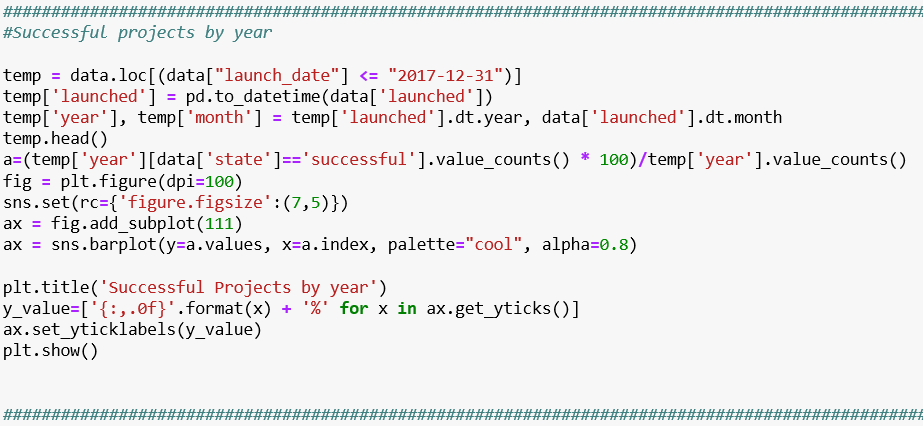 ################################################################################################
#Successful projects by year
temp = data.loc[(data["launch_date"] <= "2017-12-31")]
temp['launched'] = pd.to_datetime(data['launched'])
temp['year'], temp['month'] = temp['launched'].dt.year, data['launched'].dt.month
temp.head()
a=(temp['year'][data['state']=='successful'].value_counts() * 100)/temp['year'].value_counts()
fig = plt.figure(dpi=100)
sns.set(rc={'figure.figsize':(7,5)})
ax = fig.add_subplot(111)
ax = sns.barplot(y=a.values, x=a.index, palette="cool", alpha=0.8)
plt.title('Successful Projects by year')
y_value=['{:,.0f}'.format(x) + '%' for x in ax.get_yticks()]
ax.set_yticklabels(y_value)
plt.show()
################################################################################################